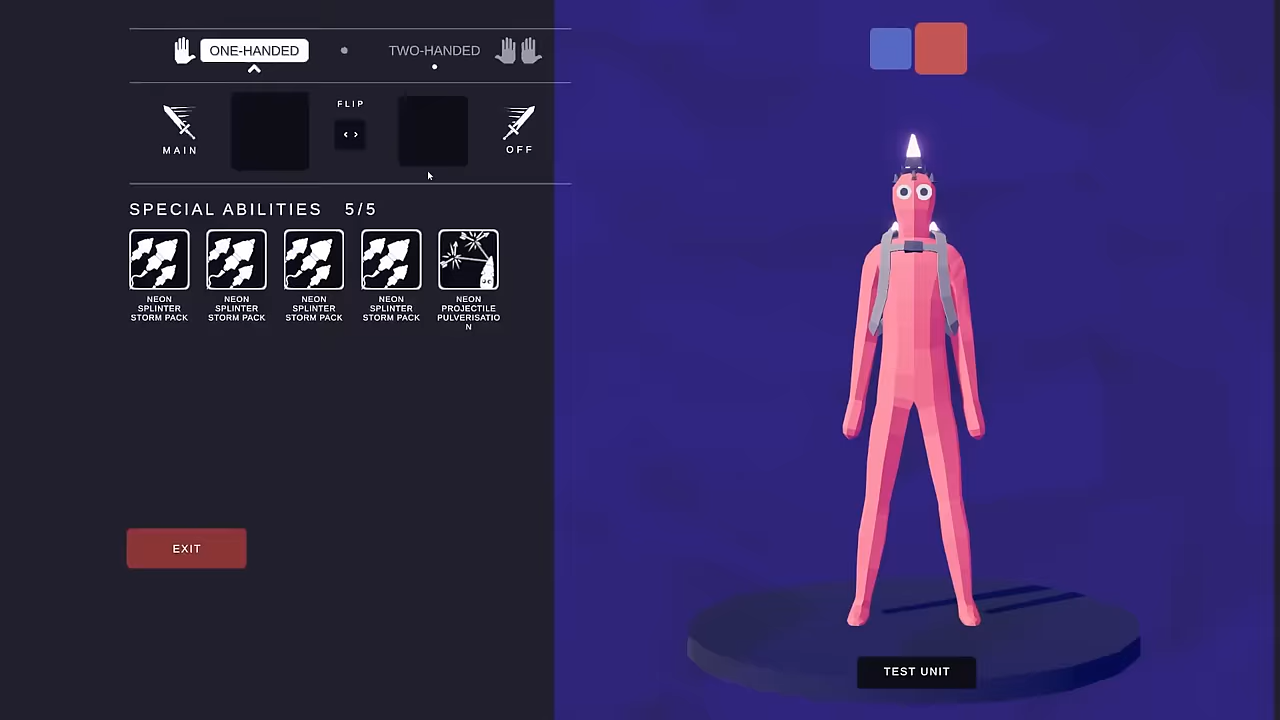 ONE-HANDED TWO-HANDED
FLIP
MAIN < > OFF
SPECIAL ABILITIES 5/5
NEON NEON NEON NEON NEON
SPLINTER SPLINTER SPLINTER SPLINTER PROJECTILE
STORM PACK STORM PACK STORM PACK STORM PACK PULVERISATIO
N
EXIT
TEST UNIT